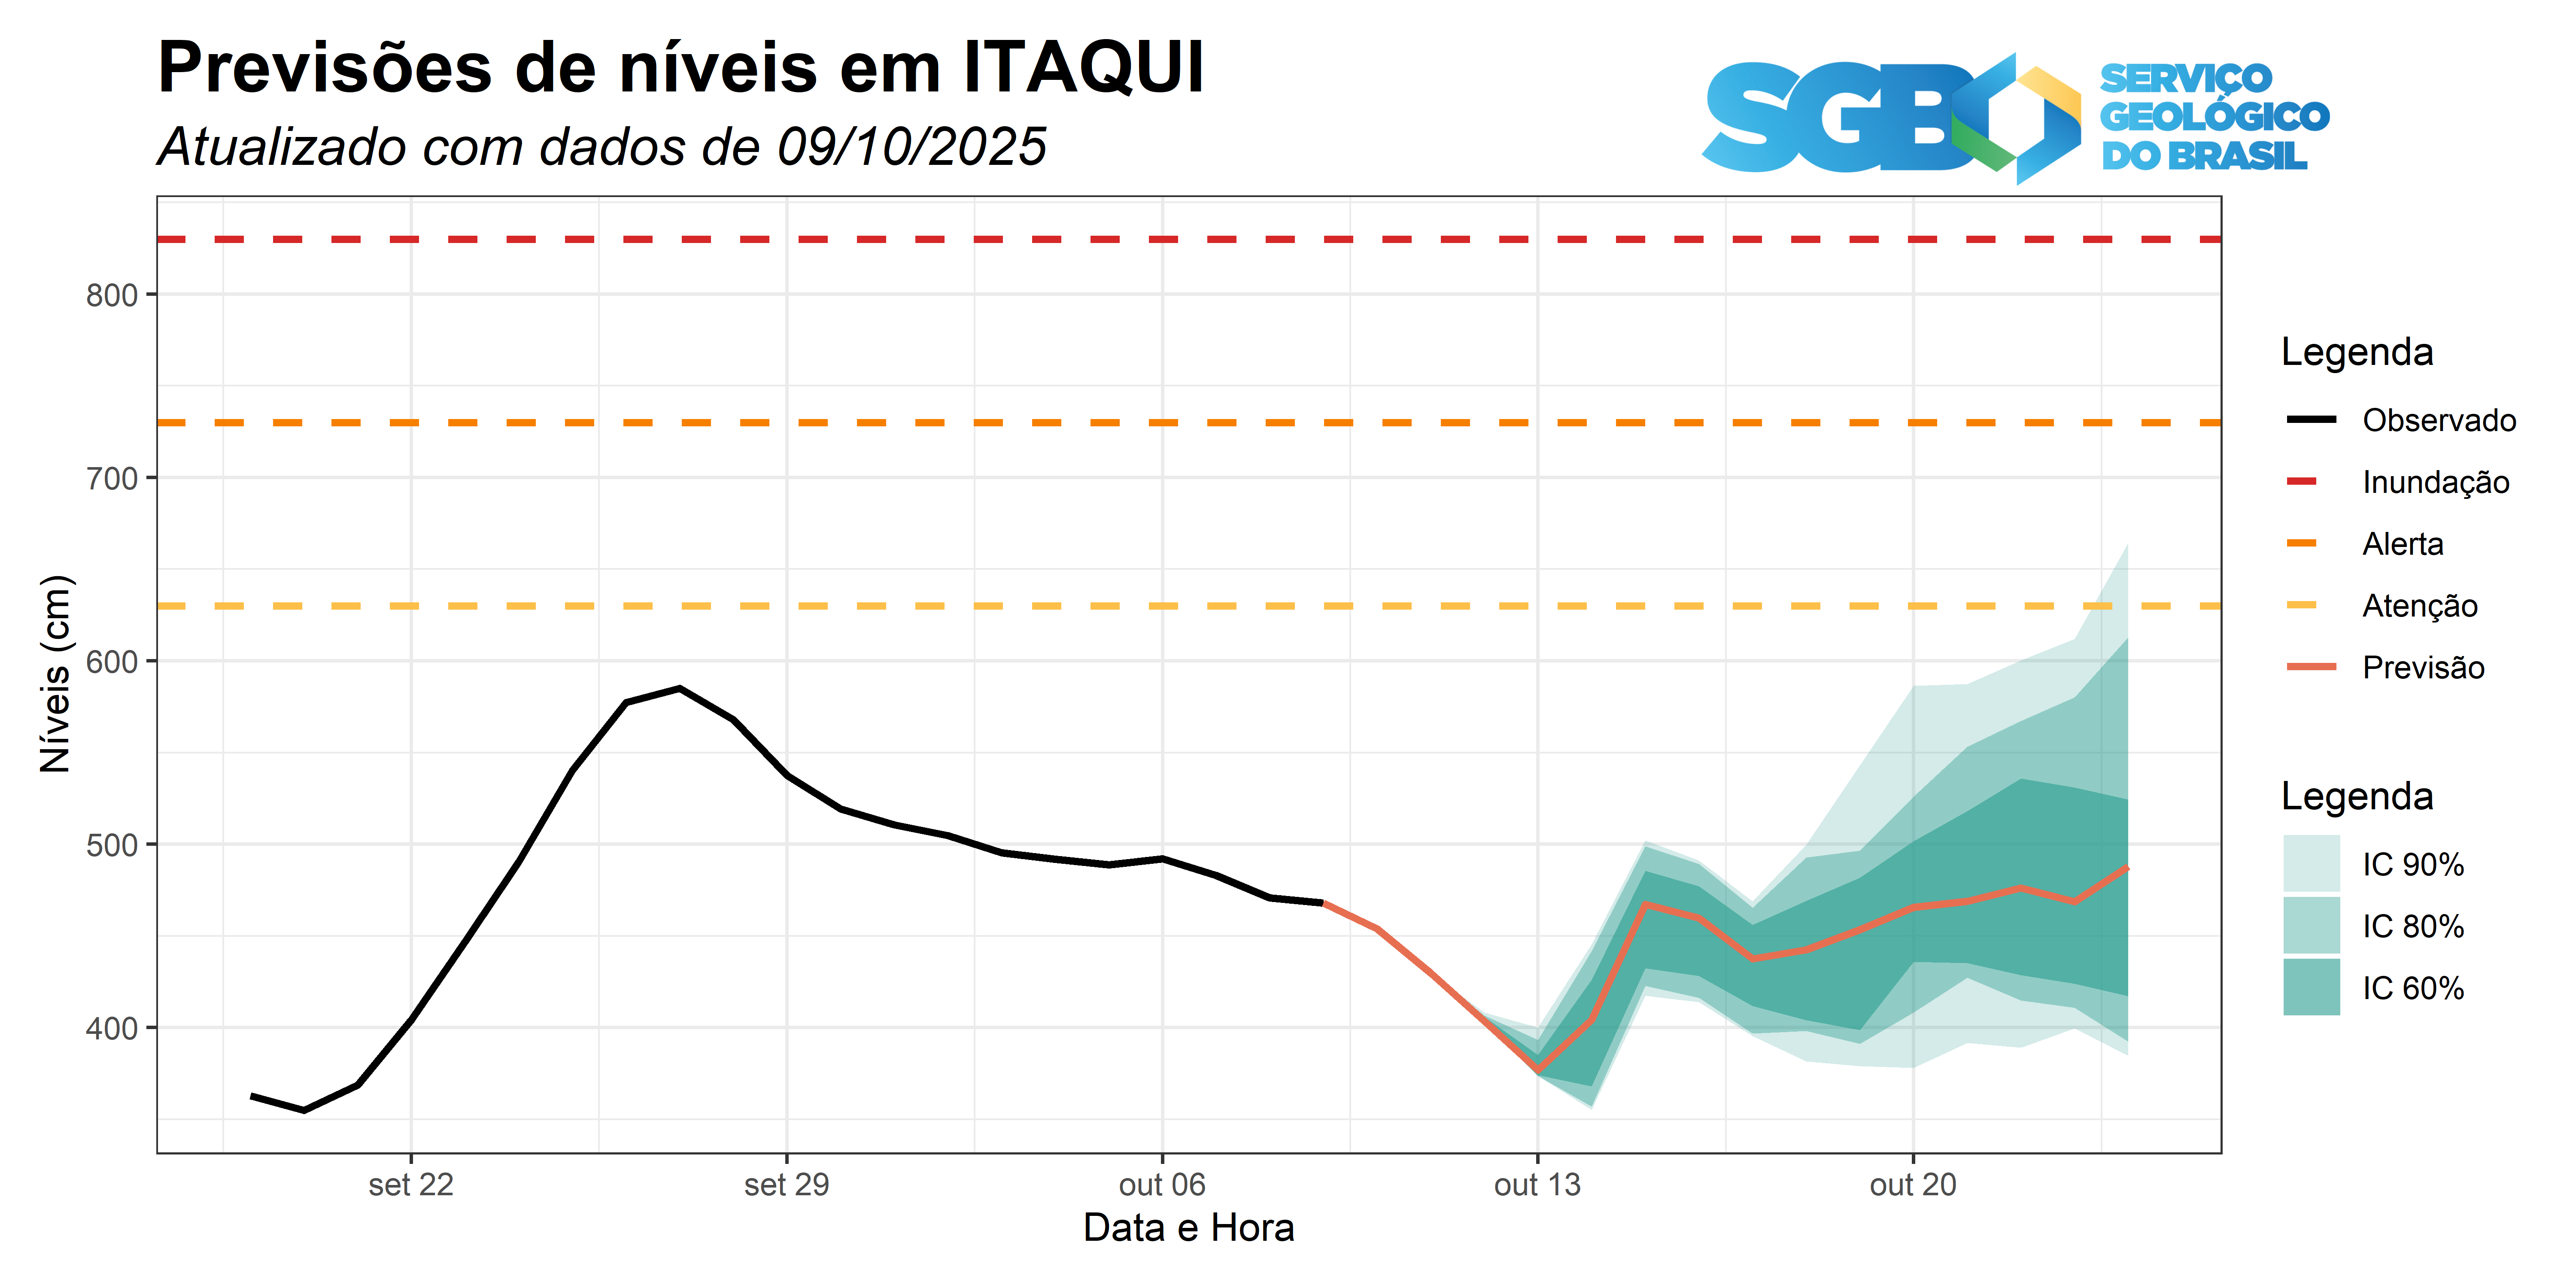 Previsões de níveis em ITAQUI
Atualizado com dados de 09/10/2025
SGB
SERVIÇO
GEOLÓGICO
DO BRASIL
Níveis (cm)
800
700
600
500
400
set 22
set 29
out 06
out 13
out 20
Data e Hora
Legenda
Observado
Inundação
Alerta
Atenção
Previsão
Legenda
IC 90%
IC 80%
IC 60%